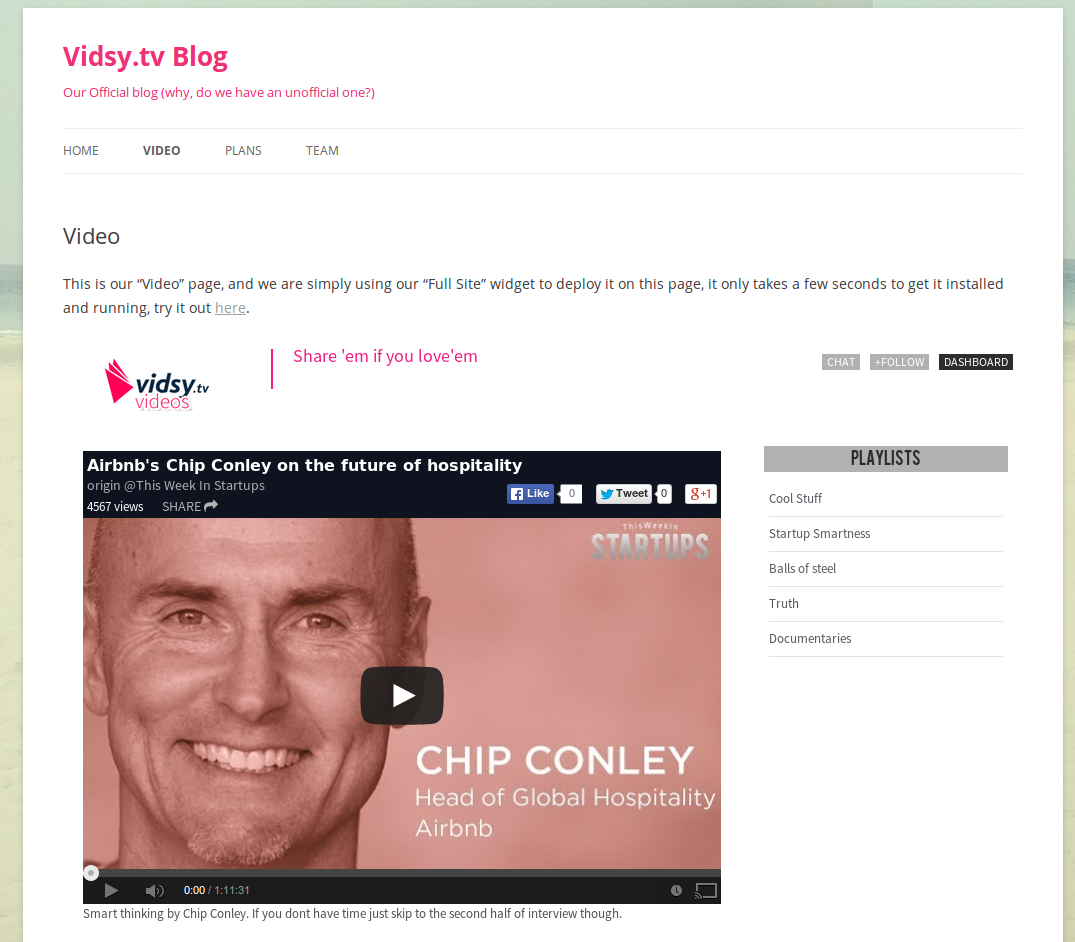 Vidsy.tv Blog
Our Official blog (why, do we have an unofficial one?)
HOME VIDEO PLANS TEAM
Video
This is our “Video” page, and we are simply using our “Full Site” widget to deploy it on this page, it only takes a few seconds to get it installed
and running, try it out here.
vidsy.tv
videos
Share 'em if you love'em
CHAT +FOLLOW DASHBOARD
Airbnb's Chip Conley on the future of hospitality
origin @This Week In Startups
4567 views SHARE
Like 0 Tweet 0 g+1
ThisWeekIn
STARTUPS
CHIP CONLEY
Head of Global Hospitality
Airbnb
0:00 / 1:11:31
Smart thinking by Chip Conley. If you dont have time just skip to the second half of interview though.
PLAYLISTS
Cool Stuff
Startup Smartness
Balls of steel
Truth
Documentaries